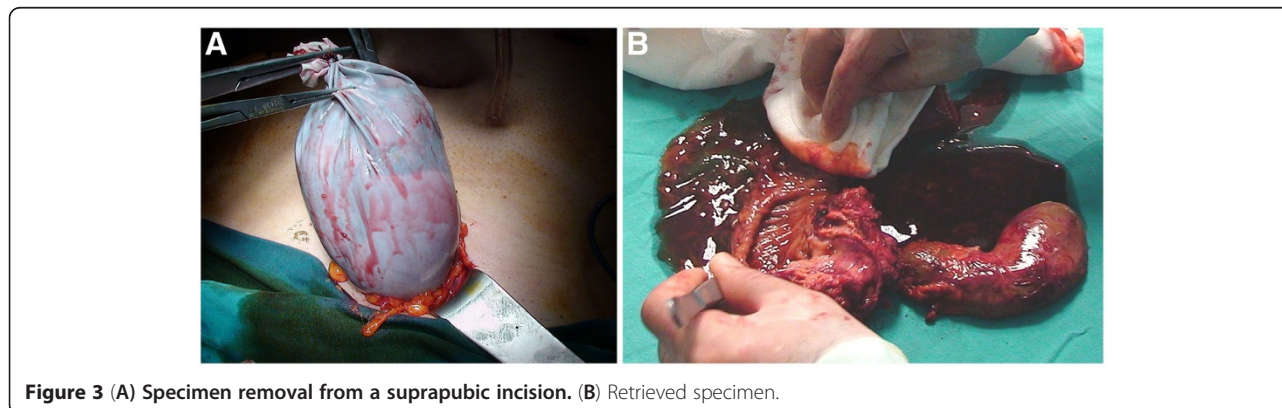 A
B
Figure 3 (A) Specimen removal from a suprapubic incision. (B) Retrieved specimen.